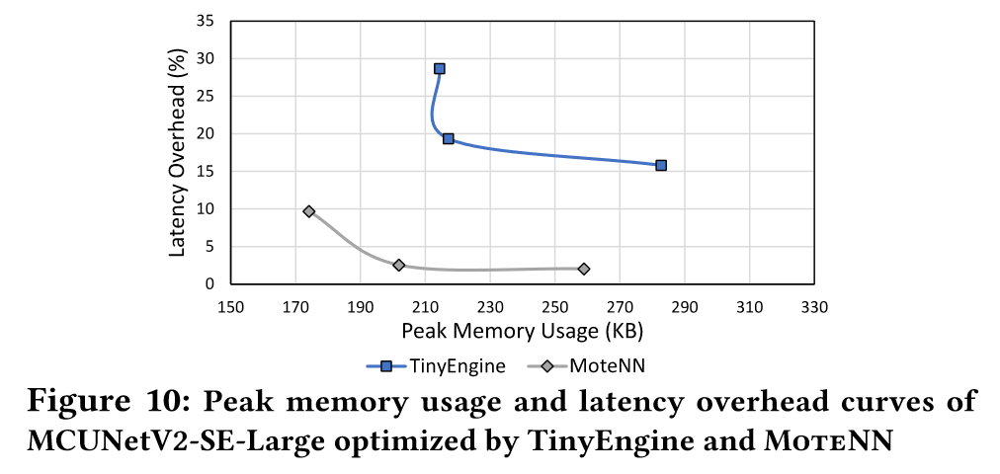 35
30
25
20
15
10
5
0
Latency Overhead (%)
150 170 190 210 230 250 270 290 310 330
Peak Memory Usage (KB)
TinyEngine MoteNN
Figure 10: Peak memory usage and latency overhead curves of
MCUNetV2-SE-Large optimized by TinyEngine and MOTENN